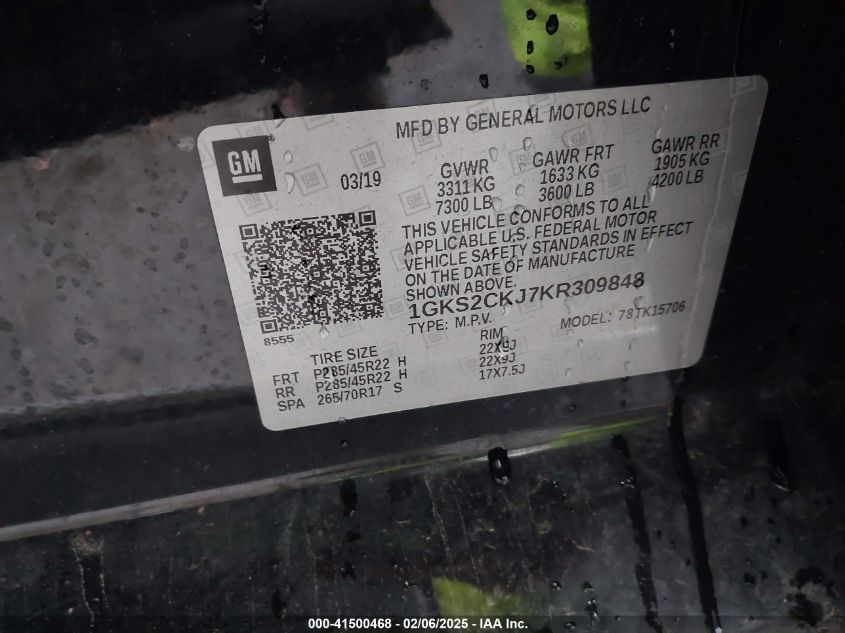 MFD BY GENERAL MOTORS LLC
GM
03/19
GVWR GAWR FRT GAWR RR
3311 KG 1633 KG 1905 KG
7300 LB 3600 LB 4200 LB
THIS VEHICLE CONFORMS TO ALL
APPLICABLE U.S. FEDERAL MOTOR
VEHICLE SAFETY STANDARDS IN EFFECT
ON THE DATE OF MANUFACTURE
SHOWN ABOVE.
1GKS2CKJ7KR309848
TYPE: M.P.V. MODEL: 78TK15706
8555
TIRE SIZE RIM
FRT P285/45R22 H 22X9J
RR P285/45R22 H 22X9J
SPA 265/70R17 S 17X7.5J
000-41500468 - 02/06/2025 - IAA Inc.